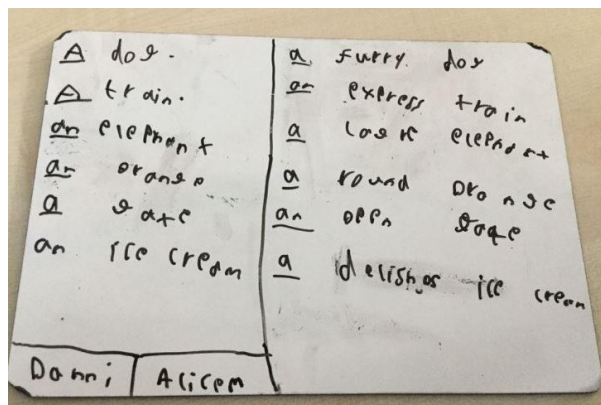 A dog.
A train.
an elephant
an orange
a gate
an ice cream
a furry dog
an express train
a large elephant
a round orange
an open gate
a delishos ice cream
Danni